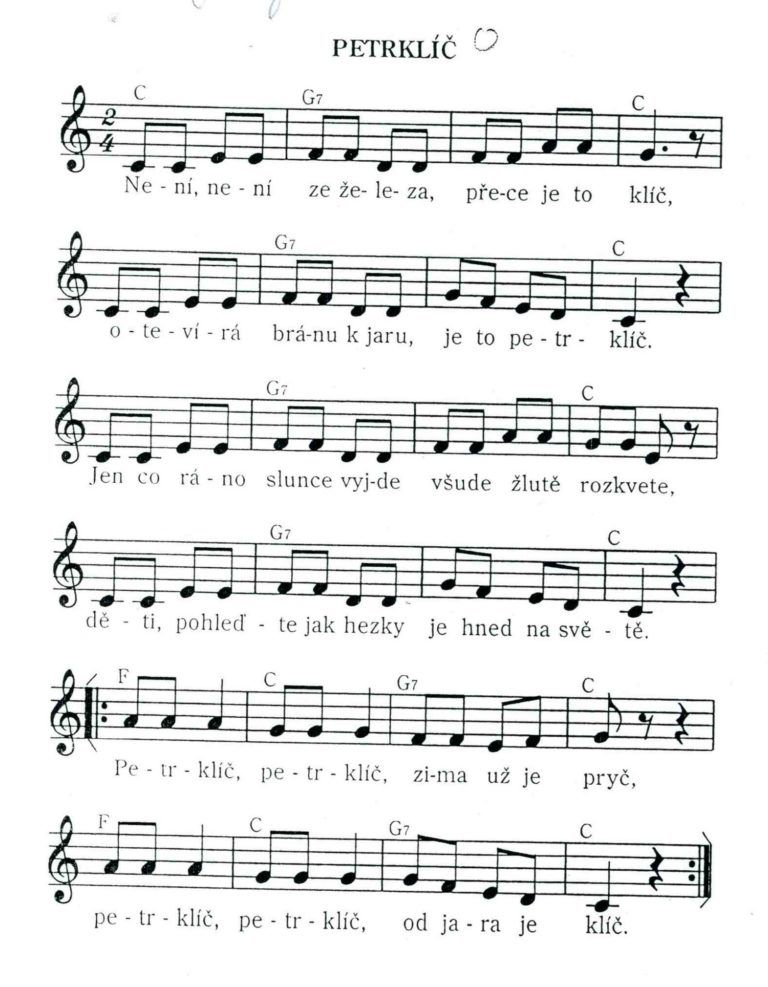 PETRKLÍČ
C G7 C
2
4
Ne - ní, ne - ní ze že- le- za, pře-ce je to klíč,
G7 C
o - te - ví - rá brá-nu k jaru, je to pe - tr - klíč.
G7 C
Jen co rá - no slunce vyj-de všude žlutě rozkvete,
G7 C
dě - ti, pohleď - te jak hezky je hned na svě - tě.
F C G7 C
Pe - tr - klíč, pe - tr - klíč, zi-ma už je pryč,
F C G7 C
pe - tr - klíč, pe - tr - klíč, od ja - ra je klíč.